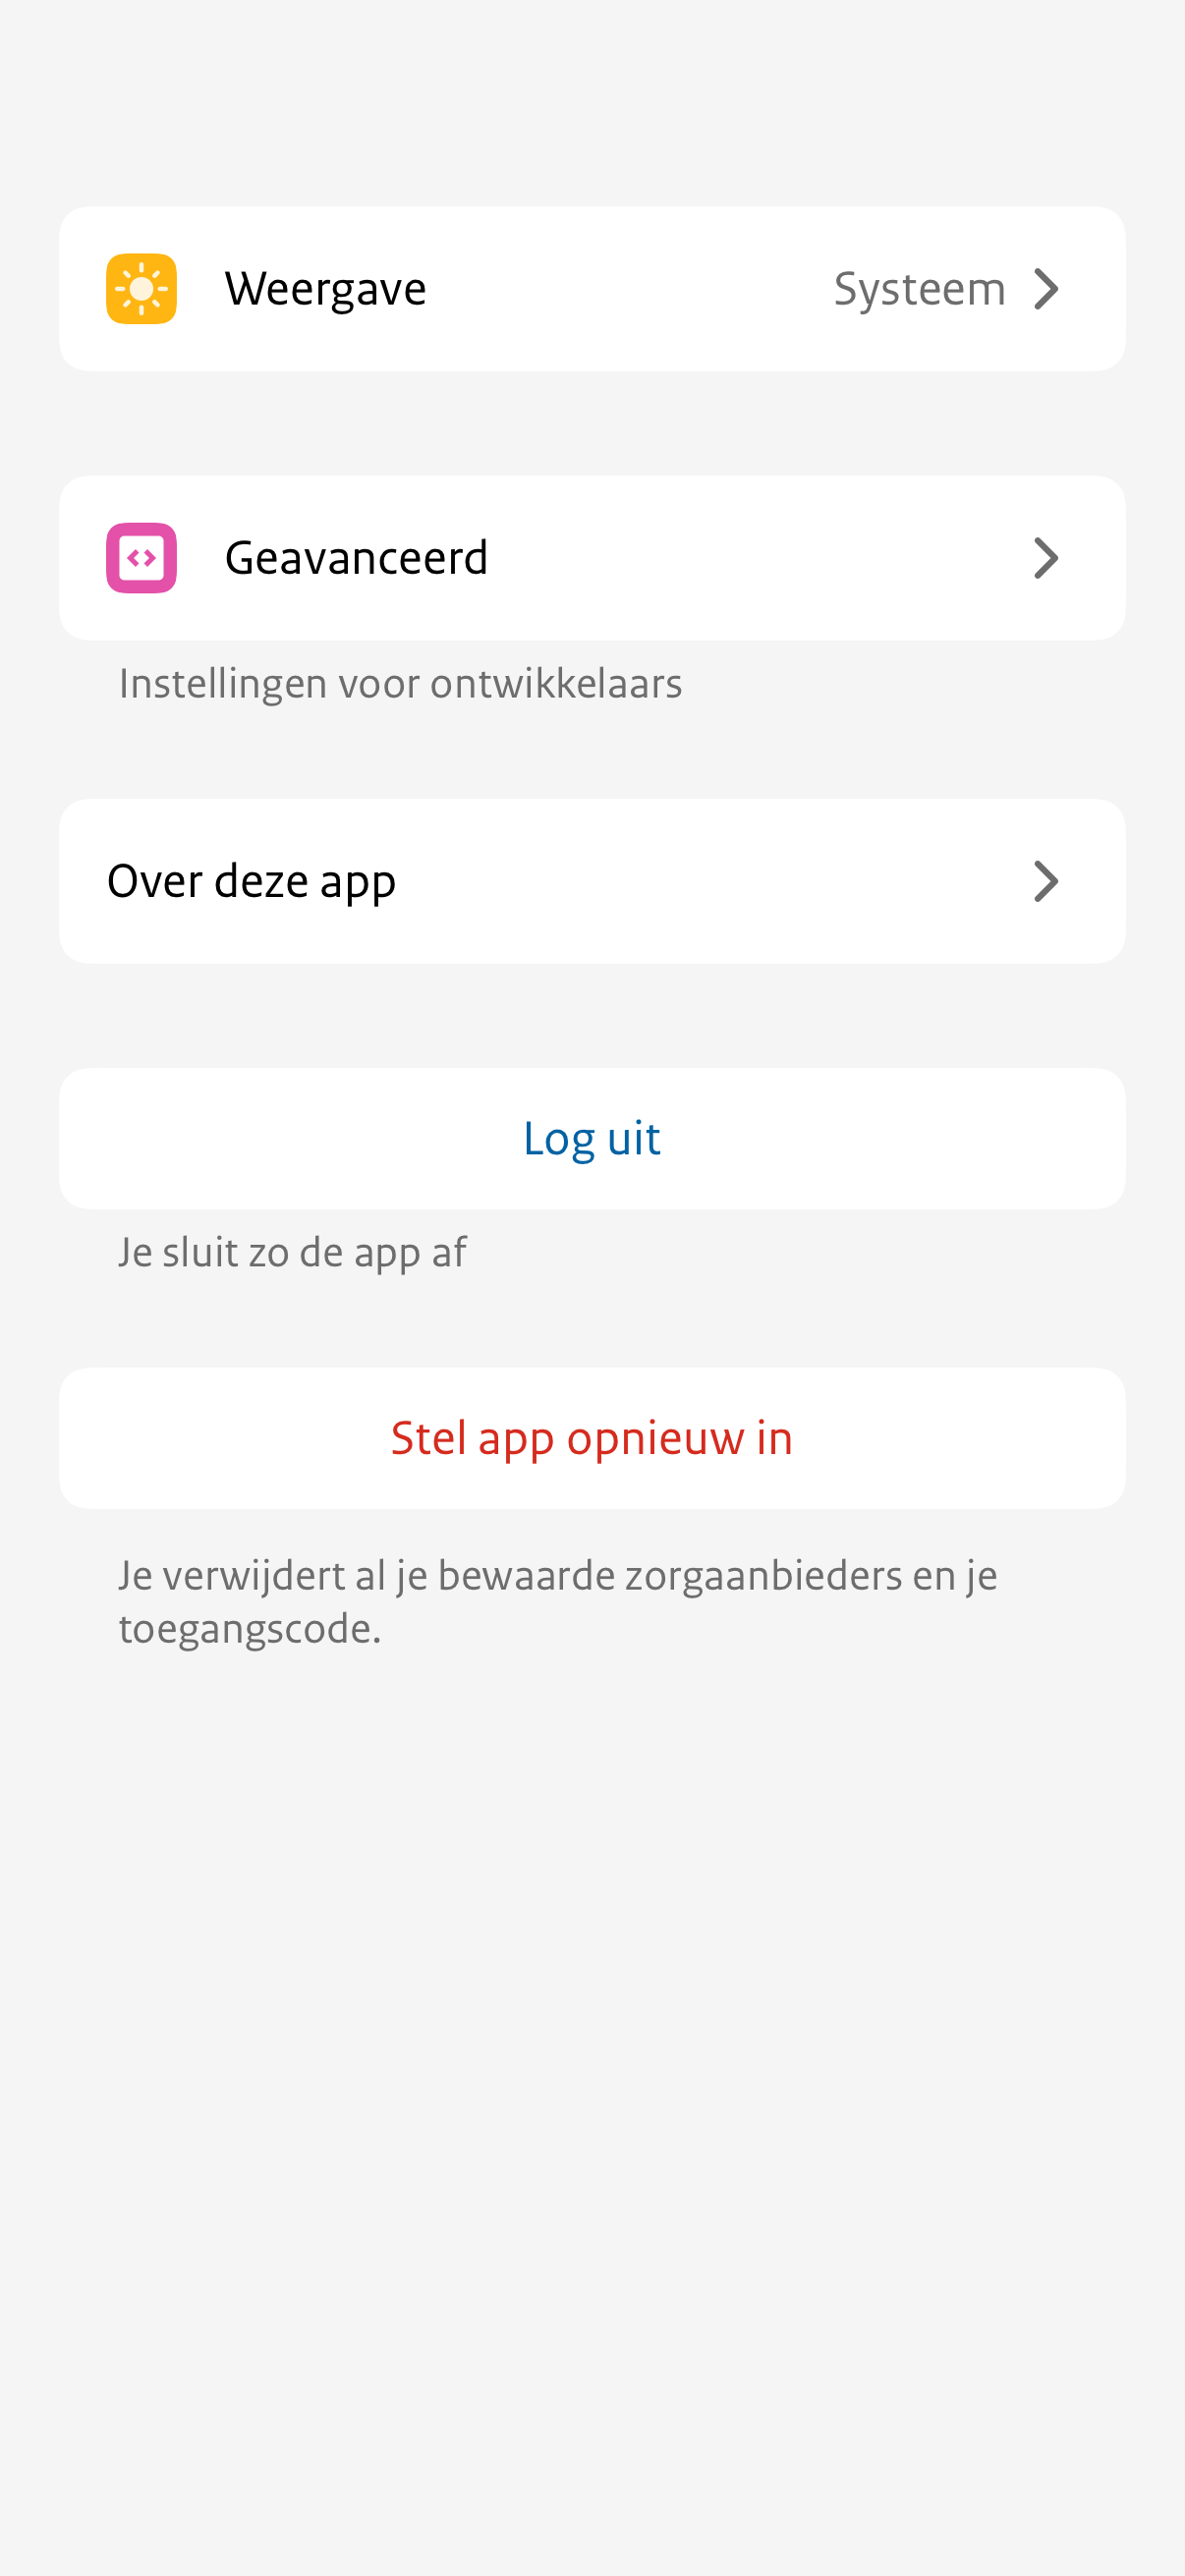 Weergave Systeem
Geavanceerd
Instellingen voor ontwikkelaars
Over deze app
Log uit
Je sluit zo de app af
Stel app opnieuw in
Je verwijdert al je bewaarde zorgaanbieders en je
toegangscode.